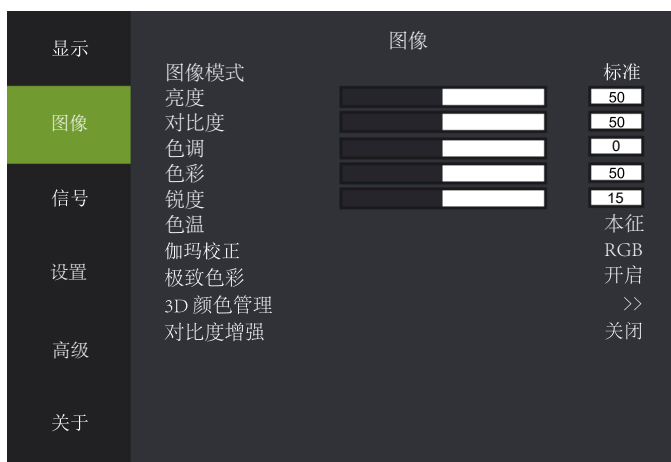 显示
图像
信号
设置
高级
关于
图像
图像模式 标准
亮度 50
对比度 50
色调 0
色彩 50
锐度 15
色温 本征
伽玛校正 RGB
极致色彩 开启
3D 颜色管理 >>
对比度增强 关闭